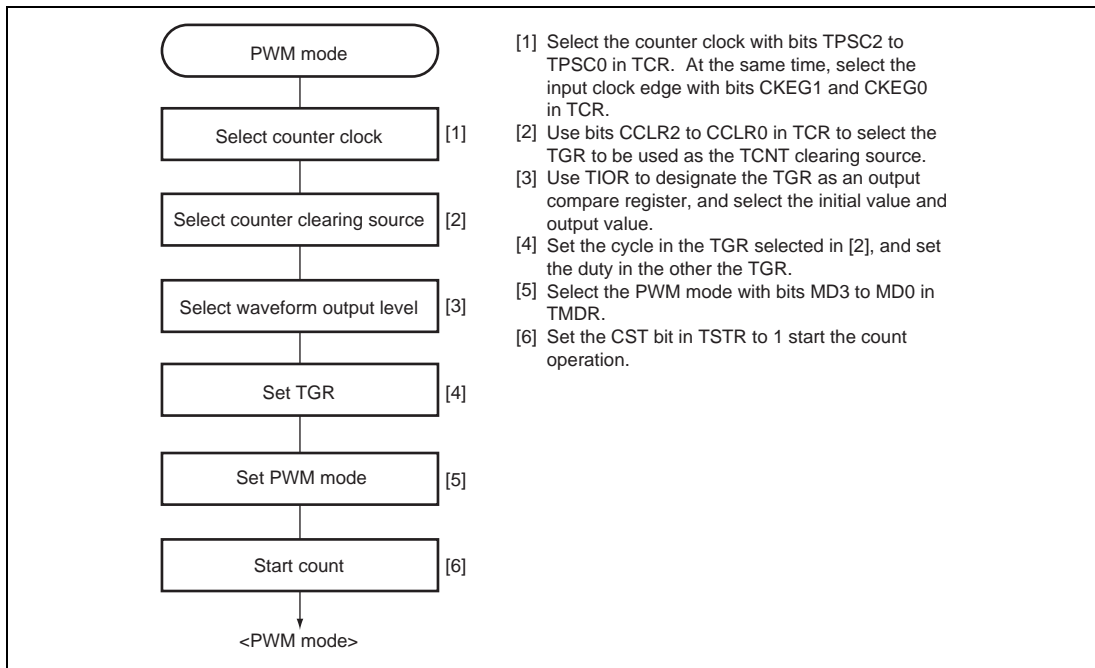 PWM mode
Select counter clock [1]
Select counter clearing source [2]
Select waveform output level [3]
Set TGR [4]
Set PWM mode [5]
Start count [6]
<PWM mode>
[1] Select the counter clock with bits TPSC2 to
TPSC0 in TCR. At the same time, select the
input clock edge with bits CKEG1 and CKEG0
in TCR.
[2] Use bits CCLR2 to CCLR0 in TCR to select the
TGR to be used as the TCNT clearing source.
[3] Use TIOR to designate the TGR as an output
compare register, and select the initial value and
output value.
[4] Set the cycle in the TGR selected in [2], and set
the duty in the other the TGR.
[5] Select the PWM mode with bits MD3 to MD0 in
TMDR.
[6] Set the CST bit in TSTR to 1 start the count
operation.